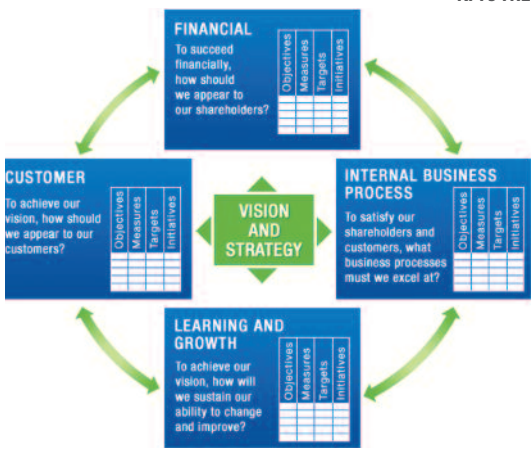 FINANCIAL
To succeed
financially,
how should
we appear to
our shareholders?
Objectives
Measures
Targets
Initiatives
CUSTOMER
To achieve our
vision, how should
we appear to our
customers?
Objectives
Measures
Targets
Initiatives
VISION
AND
STRATEGY
INTERNAL BUSINESS
PROCESS
To satisfy our
shareholders and
customers, what
business processes
must we excel at?
Objectives
Measures
Targets
Initiatives
LEARNING AND
GROWTH
To achieve our
vision, how will
we sustain our
ability to change
and improve?
Objectives
Measures
Targets
Initiatives